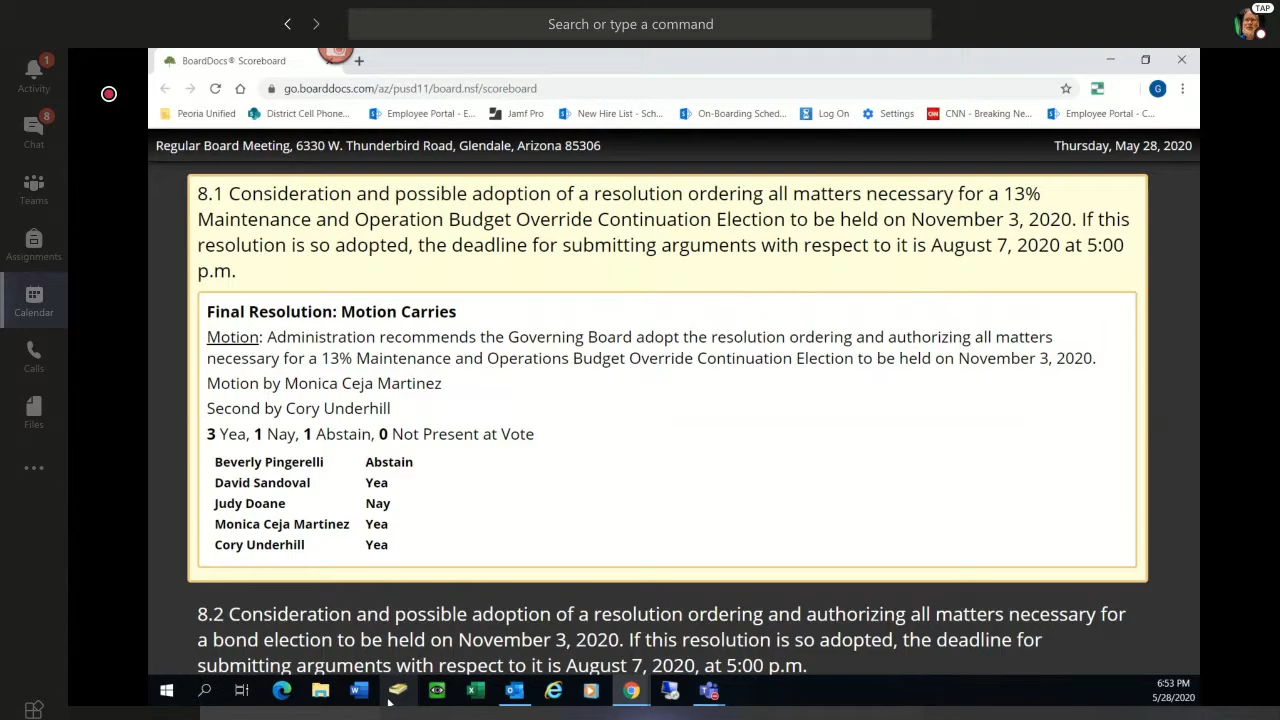 Search or type a command
TAP
BoardDocs® Scoreboard
go.boarddocs.com/az/pusd11/board.nsf/scoreboard
G
Peoria Unified
District Cell Phone...
Employee Portal - E...
Jamf Pro
New Hire List - Sch...
On-Boarding Sched...
Log On
Settings
CNN - Breaking Ne...
Employee Portal - C...
1
Activity
8
Chat
Teams
Assignments
Calendar
Calls
Files
Regular Board Meeting, 6330 W. Thunderbird Road, Glendale, Arizona 85306
Thursday, May 28, 2020
8.1 Consideration and possible adoption of a resolution ordering all matters necessary for a 13%
Maintenance and Operation Budget Override Continuation Election to be held on November 3, 2020. If this
resolution is so adopted, the deadline for submitting arguments with respect to it is August 7, 2020 at 5:00
p.m.
Final Resolution: Motion Carries
Motion: Administration recommends the Governing Board adopt the resolution ordering and authorizing all matters
necessary for a 13% Maintenance and Operations Budget Override Continuation Election to be held on November 3, 2020.
Motion by Monica Ceja Martinez
Second by Cory Underhill
3 Yea, 1 Nay, 1 Abstain, 0 Not Present at Vote
Beverly Pingerelli Abstain
David Sandoval Yea
Judy Doane Nay
Monica Ceja Martinez Yea
Cory Underhill Yea
8.2 Consideration and possible adoption of a resolution ordering and authorizing all matters necessary for
a bond election to be held on November 3, 2020. If this resolution is so adopted, the deadline for
submitting arguments with respect to it is August 7, 2020, at 5:00 p.m.
6:53 PM
5/28/2020